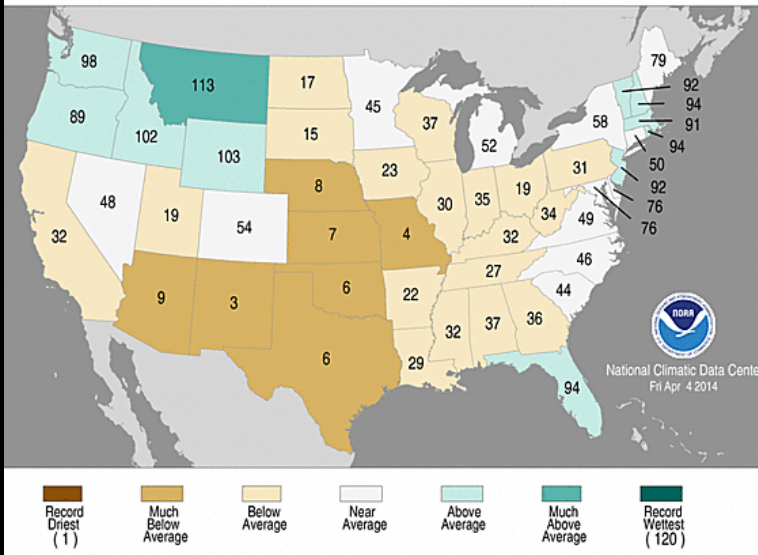 98
113
17
45
79
92
94
91
94
50
92
76
76
89
102
103
15
37
52
58
48
19
54
8
23
30
35
19
31
34
49
32
7
4
32
27
46
44
9
3
6
22
32
37
36
6
29
94
NOAA
National Climatic Data Cente
Fri Apr 4 2014
Record
Driest
(1)
Much
Below
Average
Below
Average
Near
Average
Above
Average
Much
Above
Average
Record
Wettest
(120)